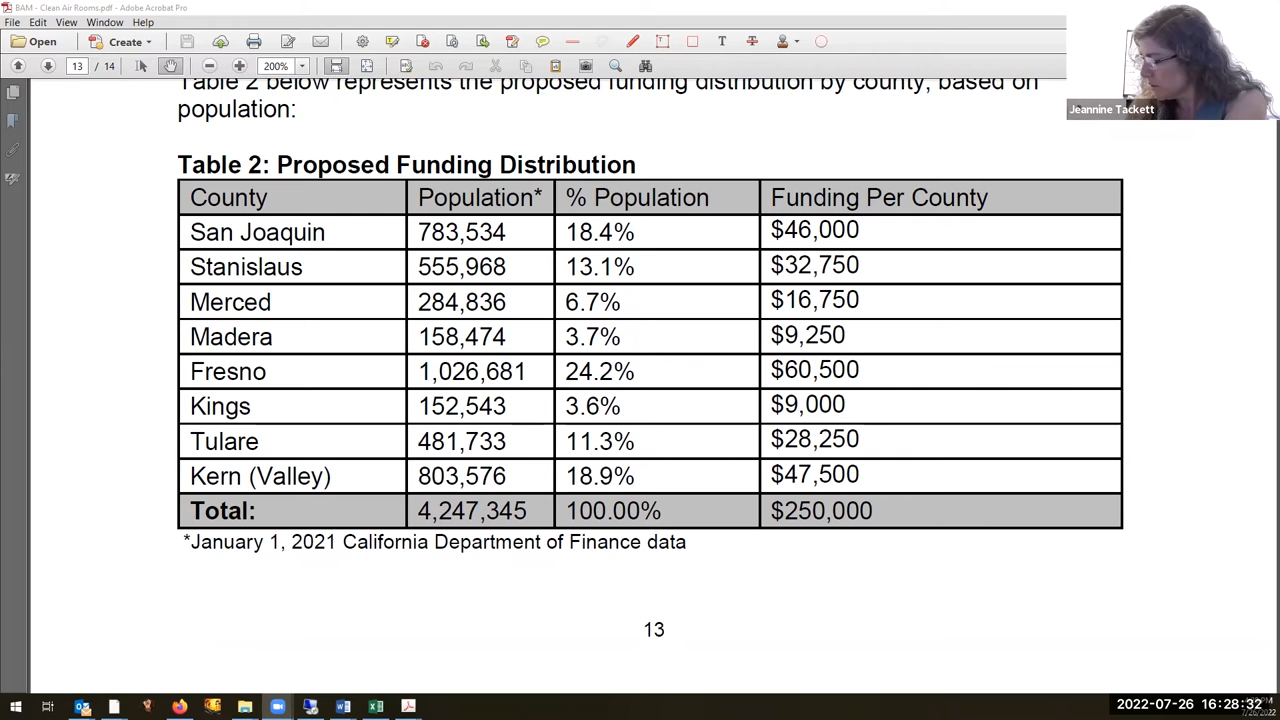 BAM - Clean Air Rooms.pdf - Adobe Acrobat Pro
File Edit View Window Help
Open Create
13 / 14 200%
Jeannine Tackett
Table 2 below represents the proposed funding distribution by county, based on
population:
Table 2: Proposed Funding Distribution
County Population* % Population Funding Per County
San Joaquin 783,534 18.4% $46,000
Stanislaus 555,968 13.1% $32,750
Merced 284,836 6.7% $16,750
Madera 158,474 3.7% $9,250
Fresno 1,026,681 24.2% $60,500
Kings 152,543 3.6% $9,000
Tulare 481,733 11.3% $28,250
Kern (Valley) 803,576 18.9% $47,500
Total: 4,247,345 100.00% $250,000
*January 1, 2021 California Department of Finance data
13
2022-07-26 16:28:32